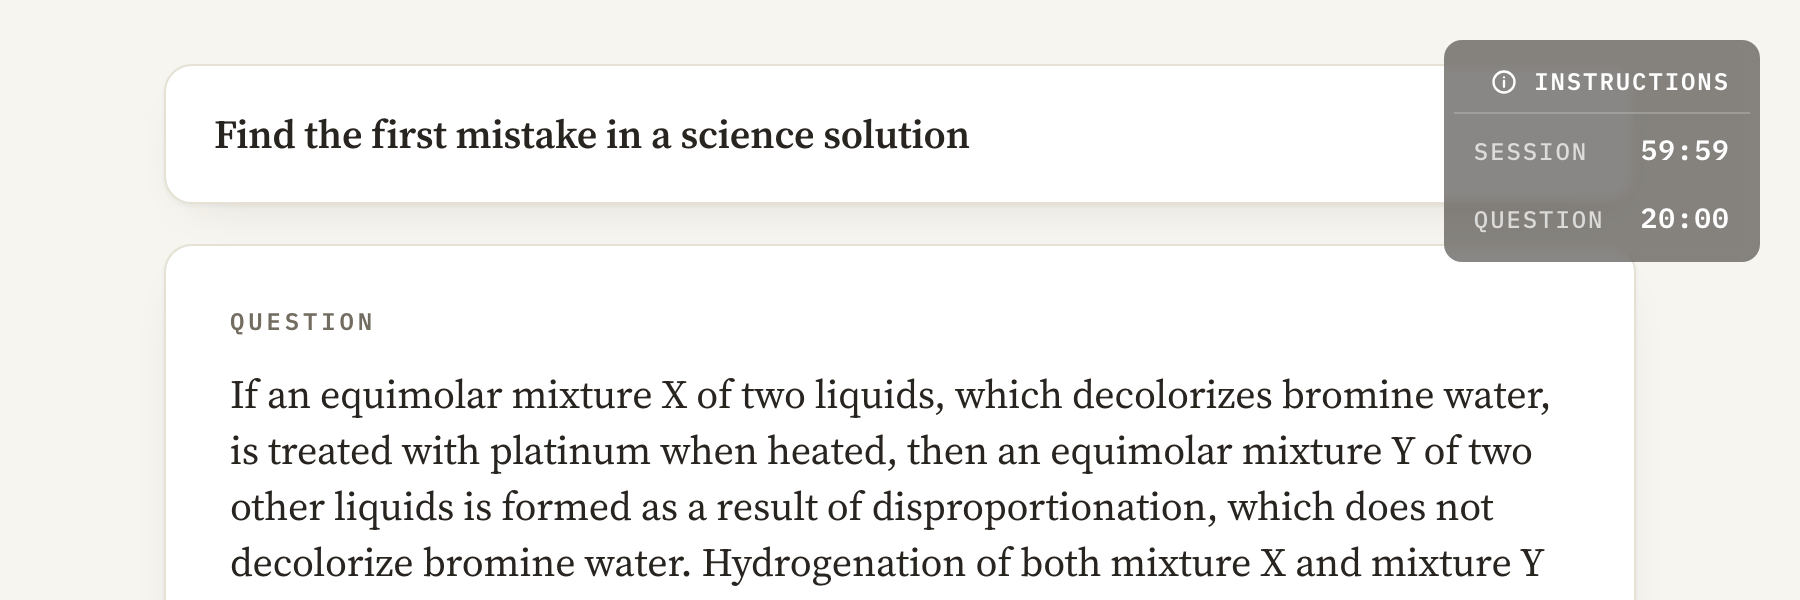 Find the first mistake in a science solution
INSTRUCTIONS
SESSION 59:59
QUESTION 20:00
QUESTION
If an equimolar mixture X of two liquids, which decolorizes bromine water,
is treated with platinum when heated, then an equimolar mixture Y of two
other liquids is formed as a result of disproportionation, which does not
decolorize bromine water. Hydrogenation of both mixture X and mixture Y